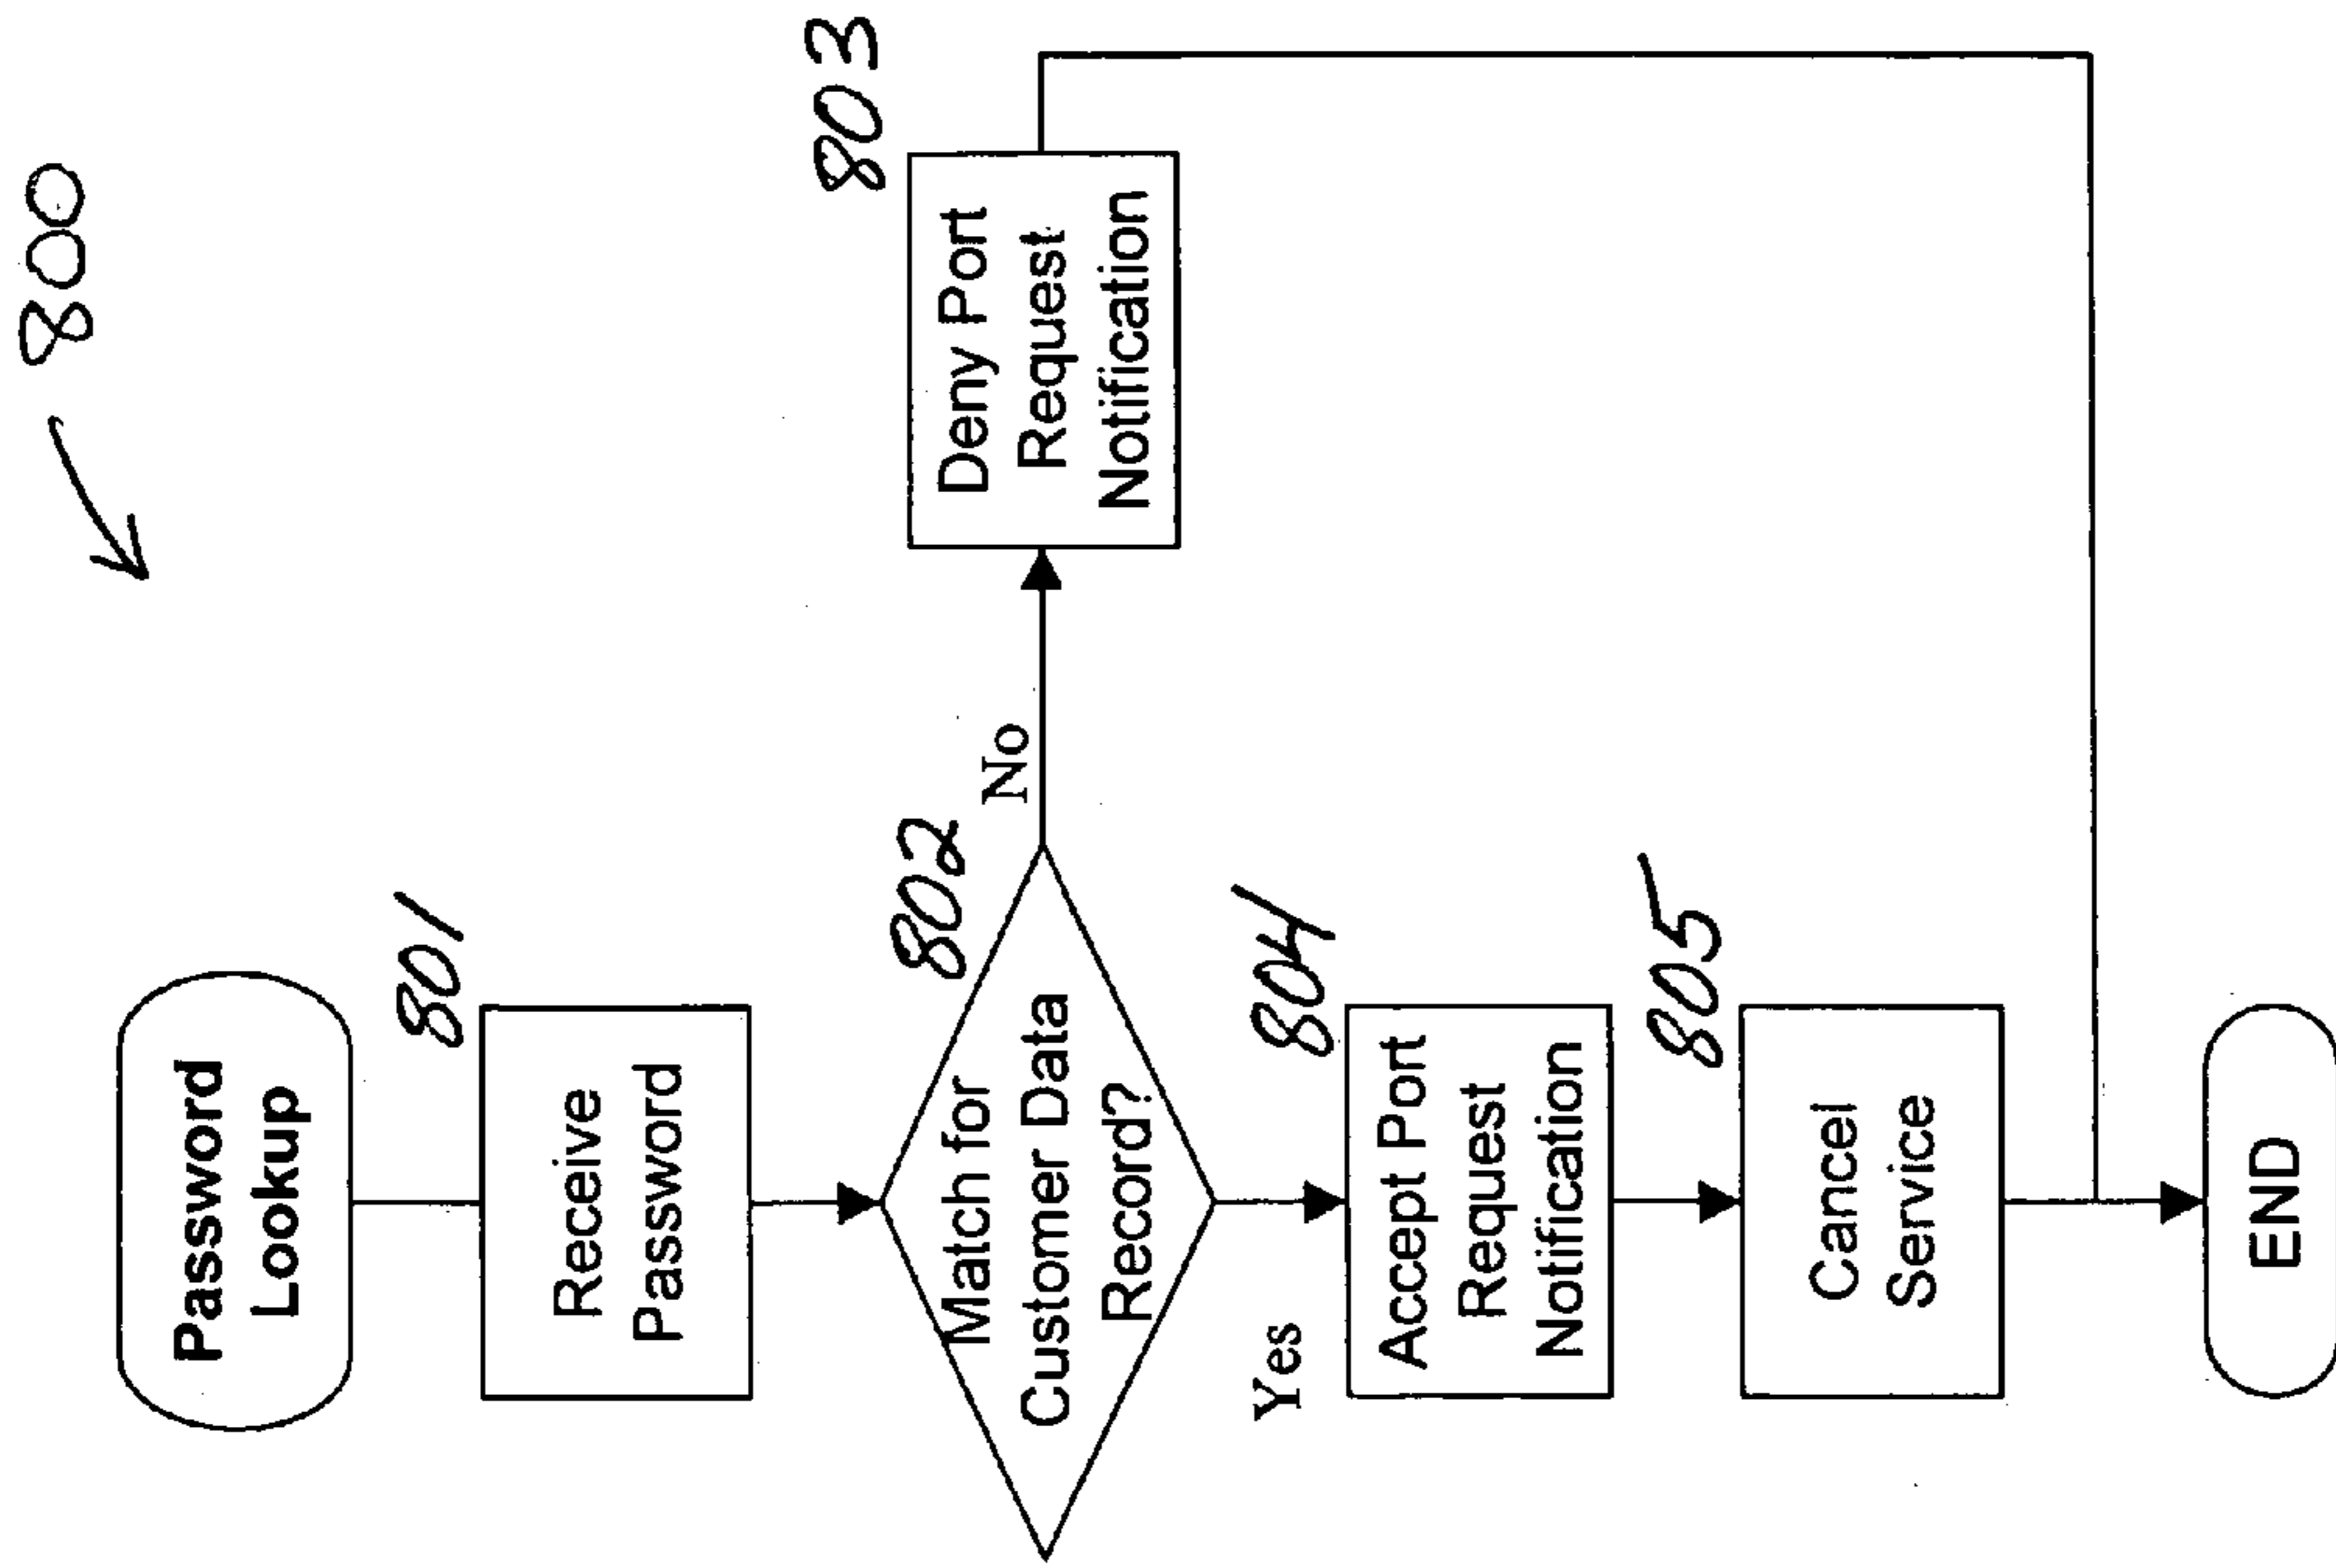 800
Password
Lookup
801
Receive
Password
802
Match for
Customer Data
Record?
No
803
Deny Port
Request
Notification
Yes
804
Accept Port
Request
Notification
805
Cancel
Service
END